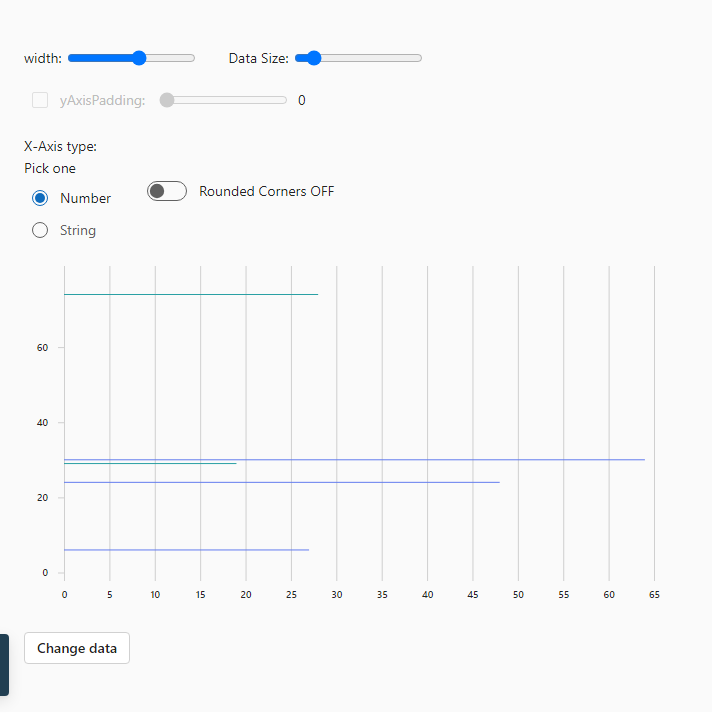 width: Data Size:
yAxisPadding: 0
X-Axis type:
Pick one
Number
Rounded Corners OFF
String
60
40
20
0
0 5 10 15 20 25 30 35 40 45 50 55 60 65
Change data